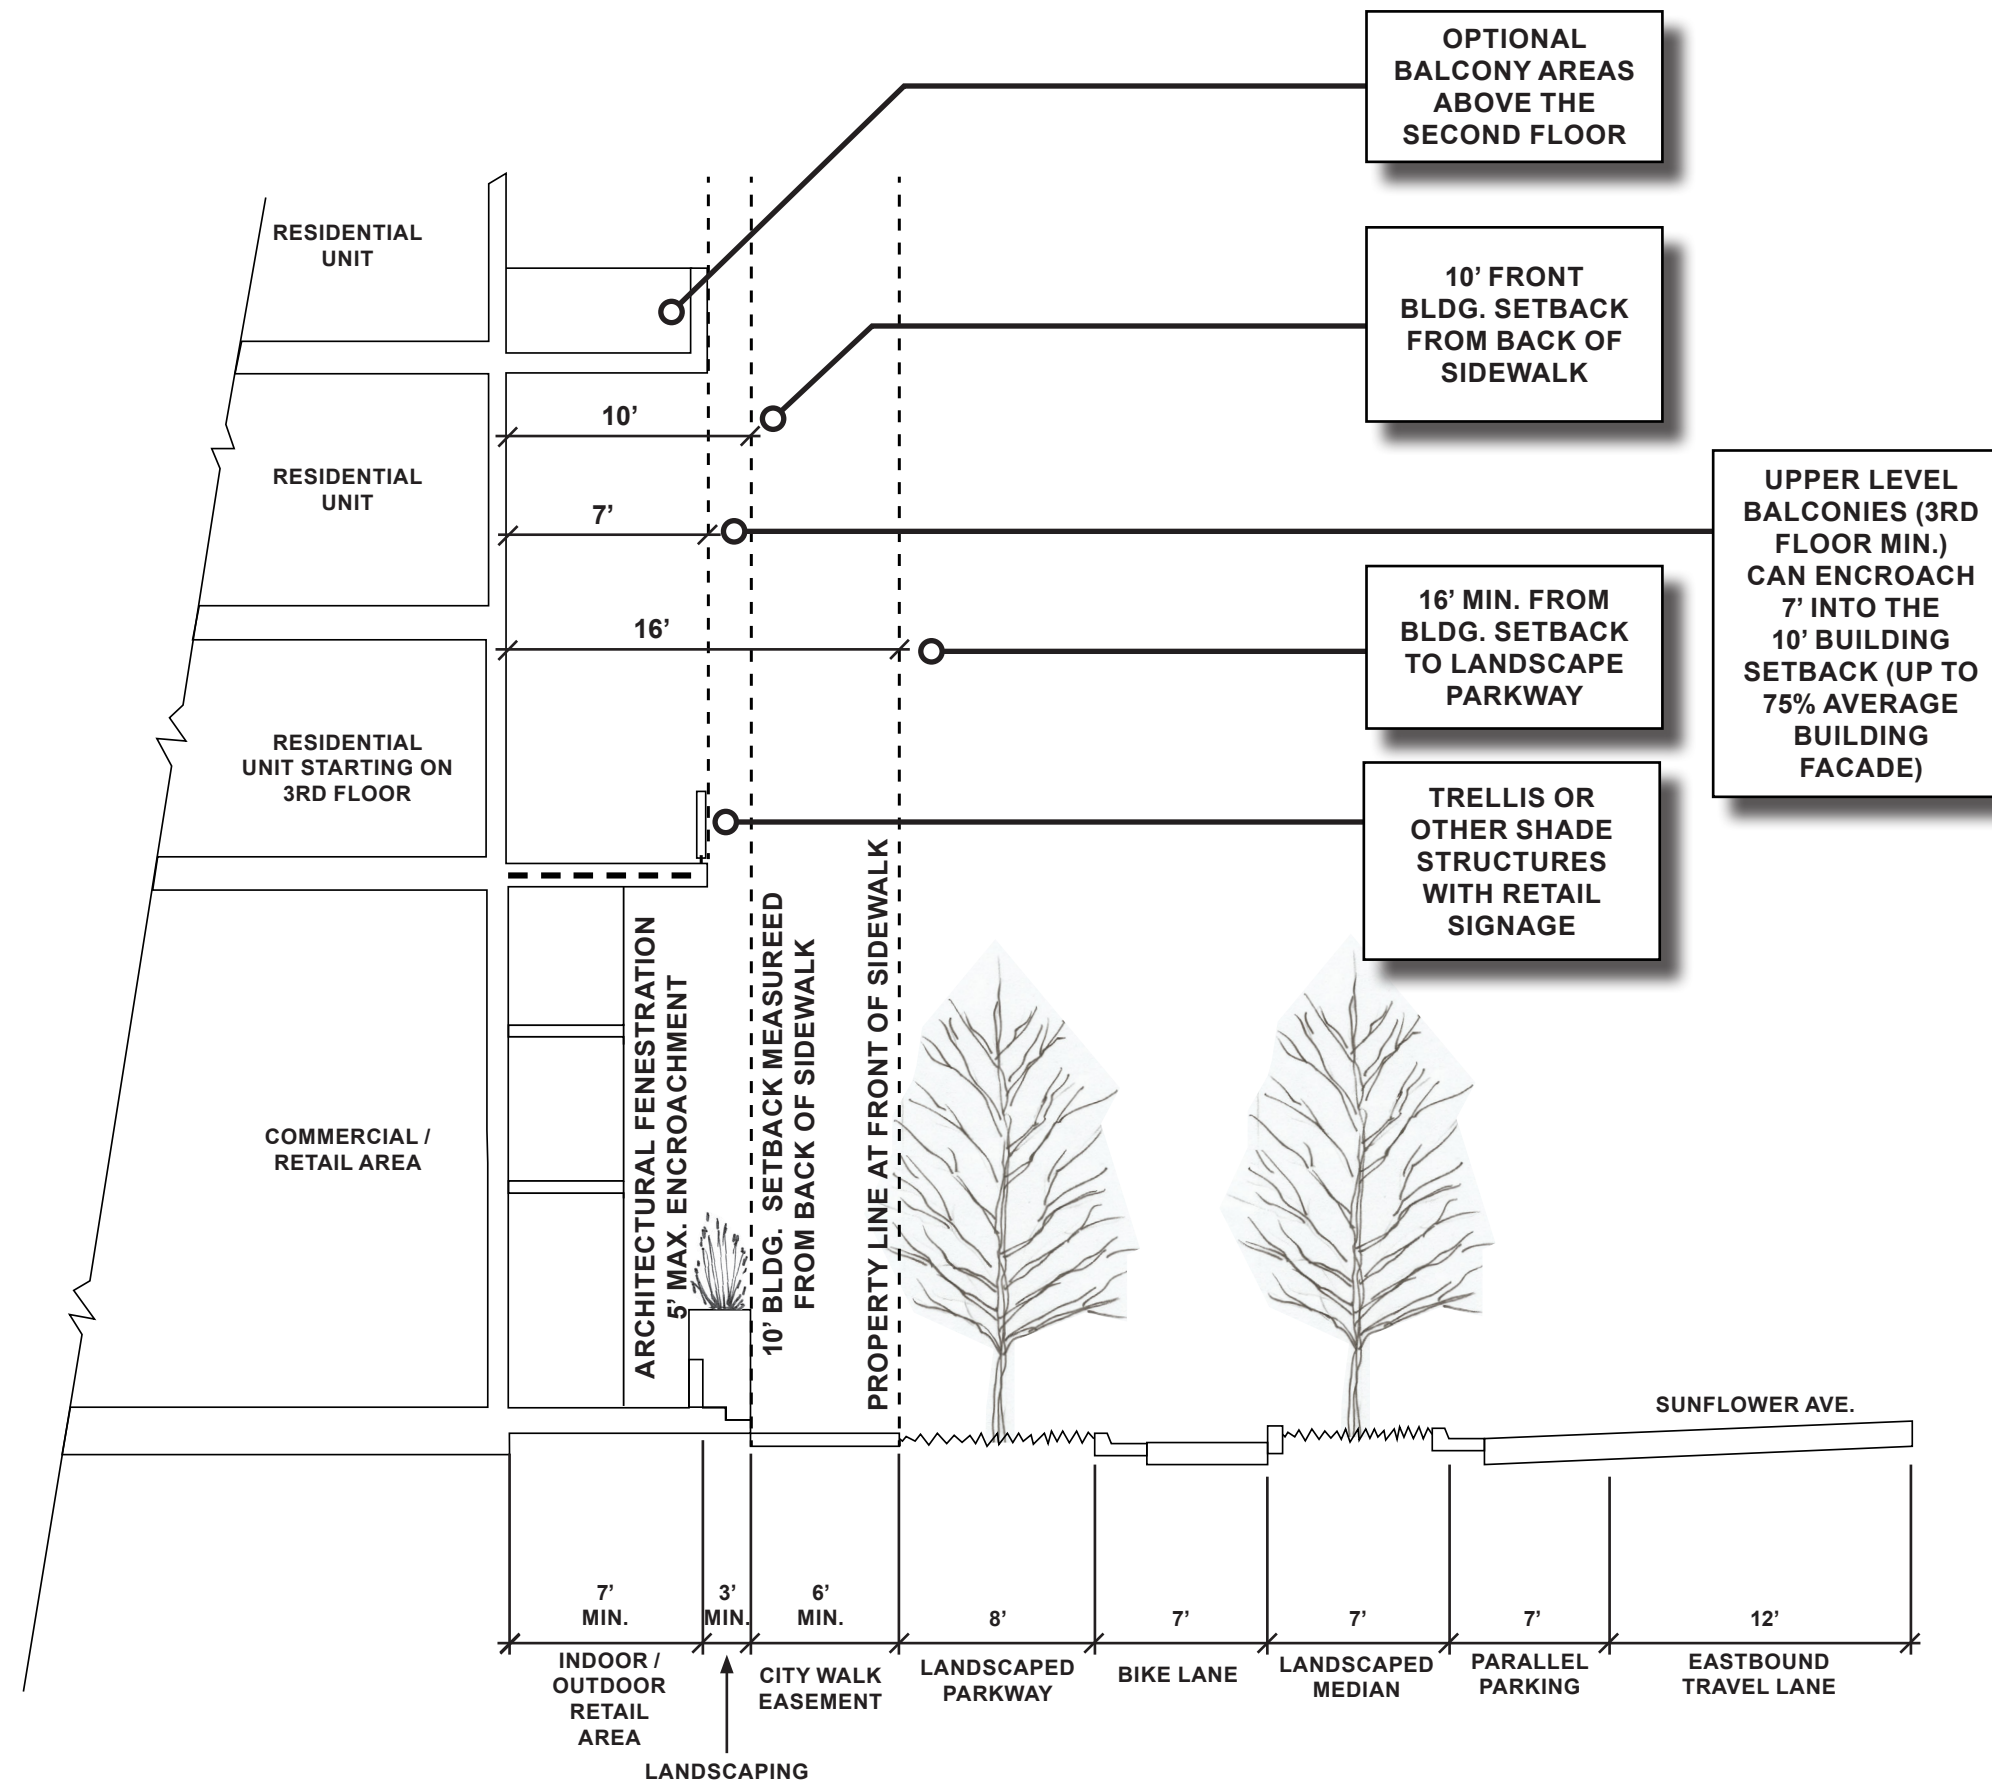 OPTIONAL
BALCONY AREAS
ABOVE THE
SECOND FLOOR
RESIDENTIAL
UNIT
10’ FRONT
BLDG. SETBACK
FROM BACK OF
SIDEWALK
10’
RESIDENTIAL
UNIT
7’
UPPER LEVEL
BALCONIES (3RD
FLOOR MIN.)
CAN ENCROACH
7’ INTO THE
10’ BUILDING
SETBACK (UP TO
75% AVERAGE
BUILDING
FACADE)
16’
16’ MIN. FROM
BLDG. SETBACK
TO LANDSCAPE
PARKWAY
RESIDENTIAL
UNIT STARTING ON
3RD FLOOR
TRELLIS OR
OTHER SHADE
STRUCTURES
WITH RETAIL
SIGNAGE
COMMERCIAL /
RETAIL AREA
ARCHITECTURAL FENESTRATION
5’ MAX. ENCROACHMENT
10’ BLDG. SETBACK MEASUREED
FROM BACK OF SIDEWALK
PROPERTY LINE AT FRONT OF SIDEWALK
SUNFLOWER AVE.
7’
MIN.
3’
MIN.
6’
MIN.
8’
7’
7’
7’
12’
INDOOR /
OUTDOOR
RETAIL
AREA
LANDSCAPING
CITY WALK
EASEMENT
LANDSCAPED
PARKWAY
BIKE LANE
LANDSCAPED
MEDIAN
PARALLEL
PARKING
EASTBOUND
TRAVEL LANE